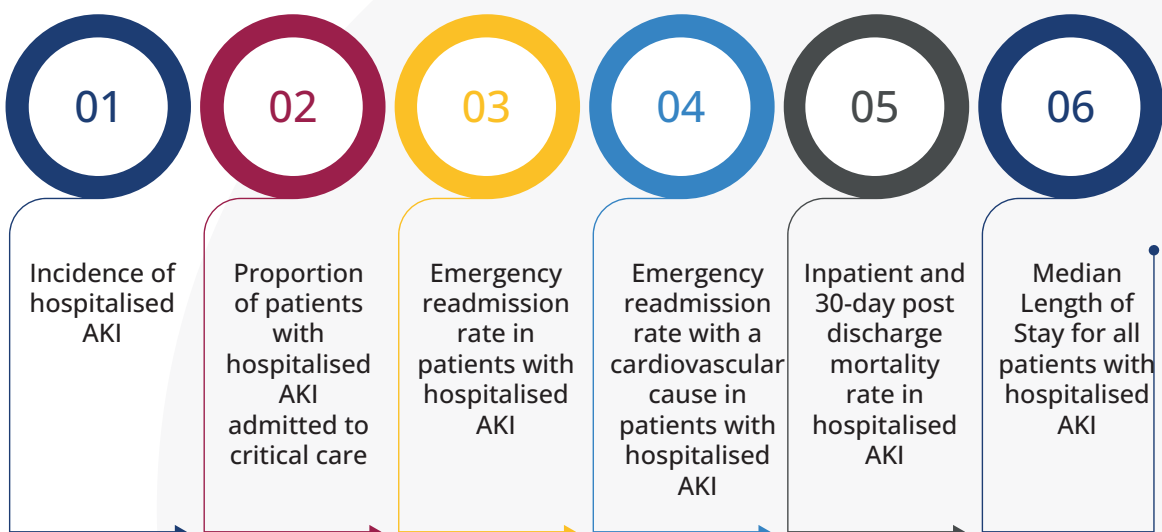 01
Incidence of
hospitalised
AKI
02
Proportion
of patients
with
hospitalised
AKI
admitted to
critical care
03
Emergency
readmission
rate in
patients with
hospitalised
AKI
04
Emergency
readmission
rate with a
cardiovascular
cause in
patients with
hospitalised
AKI
05
Inpatient and
30-day post
discharge
mortality
rate in
hospitalised
AKI
06
Median
Length of
Stay for all
patients with
hospitalised
AKI